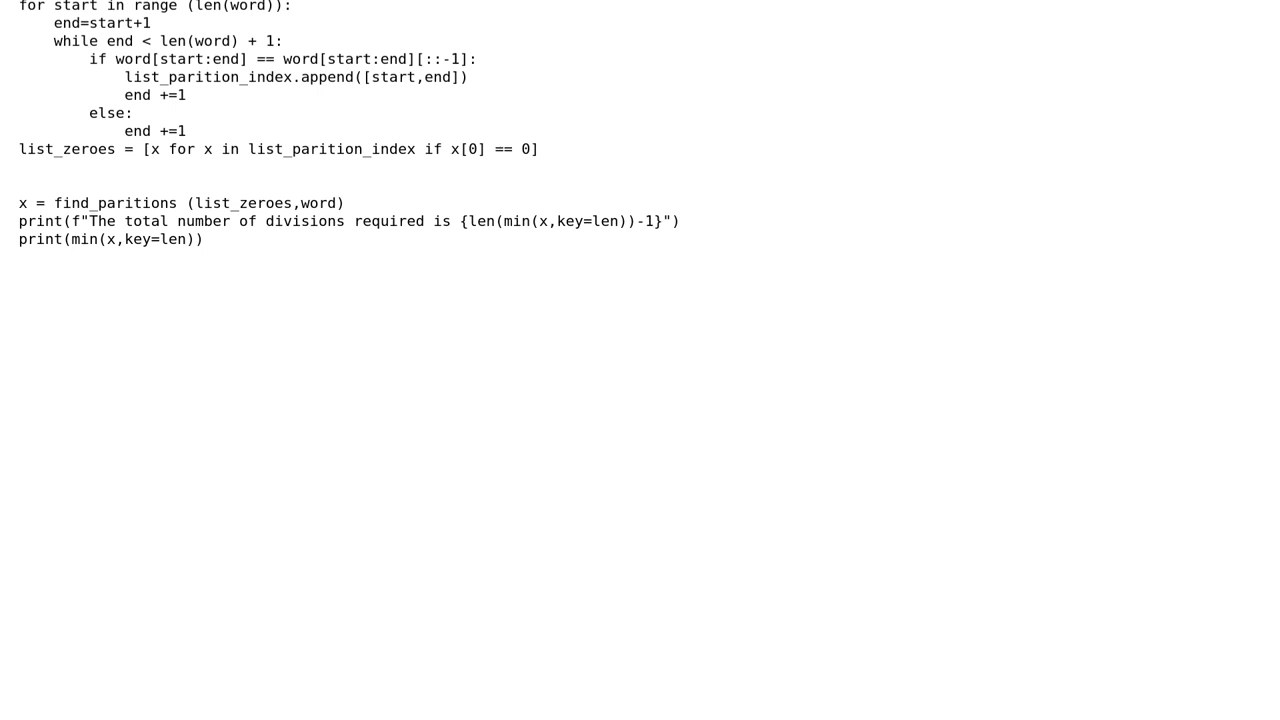 for start in range (len(word)):
    end=start+1
    while end < len(word) + 1:
        if word[start:end] == word[start:end][::-1]:
            list_parition_index.append([start,end])
            end +=1
        else:
            end +=1
list_zeroes = [x for x in list_parition_index if x[0] == 0]
x = find_paritions (list_zeroes,word)
print(f"The total number of divisions required is {len(min(x,key=len))-1}")
print(min(x,key=len))